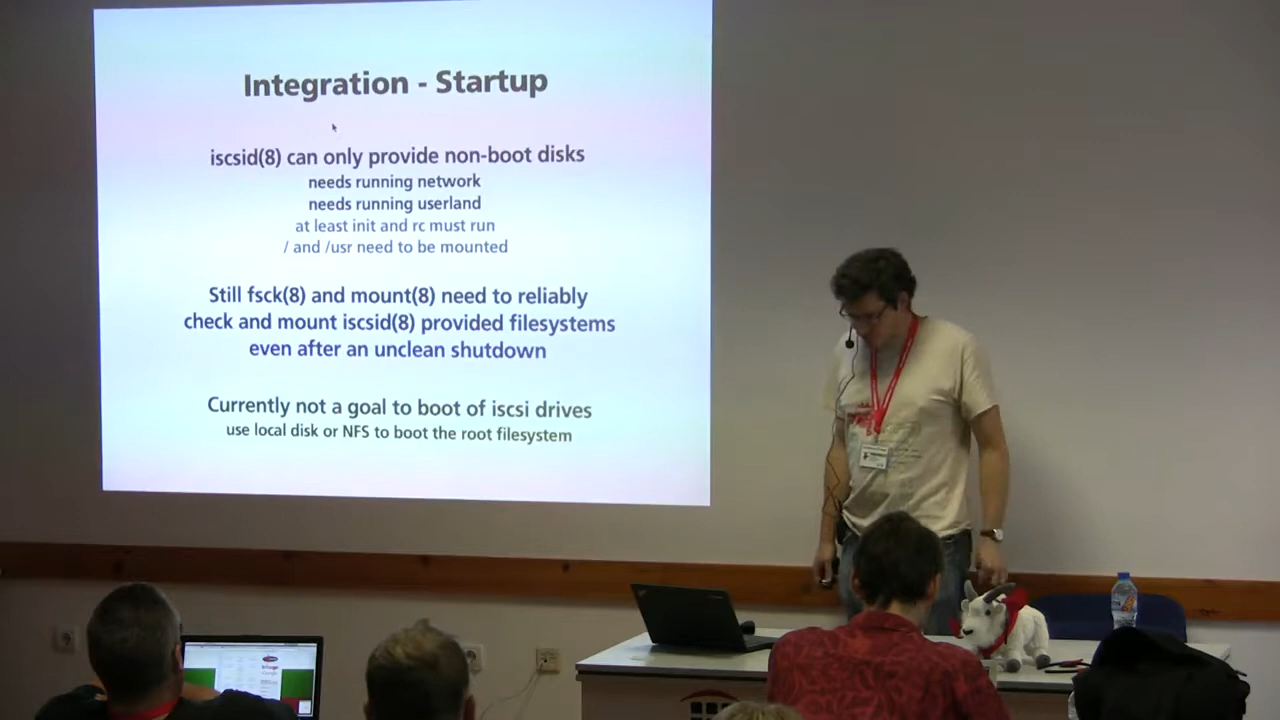 Integration - Startup
iscsid(8) can only provide non-boot disks
needs running network
needs running userland
at least init and rc must run
/ and /usr need to be mounted
Still fsck(8) and mount(8) need to reliably
check and mount iscsid(8) provided filesystems
even after an unclean shutdown
Currently not a goal to boot of iscsi drives
use local disk or NFS to boot the root filesystem